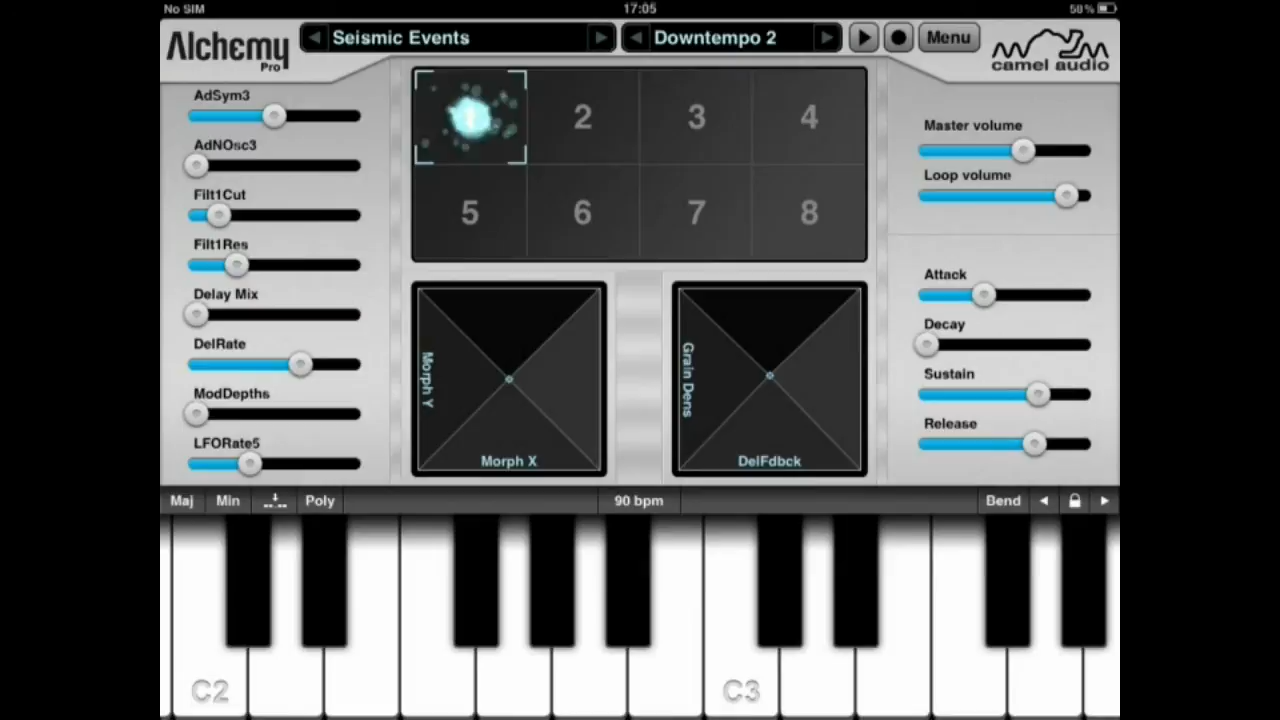 No SIM
17:05
58%
Alchemy
Pro
Seismic Events
Downtempo 2
Menu
camel audio
AdSym3
AdNOsc3
Filt1Cut
Filt1Res
Delay Mix
DelRate
ModDepths
LFORate5
2
3
4
5
6
7
8
Morph Y
Morph X
Grain Dens
DelFdbck
Master volume
Loop volume
Attack
Decay
Sustain
Release
Maj
Min
Poly
90 bpm
Bend
C2
C3